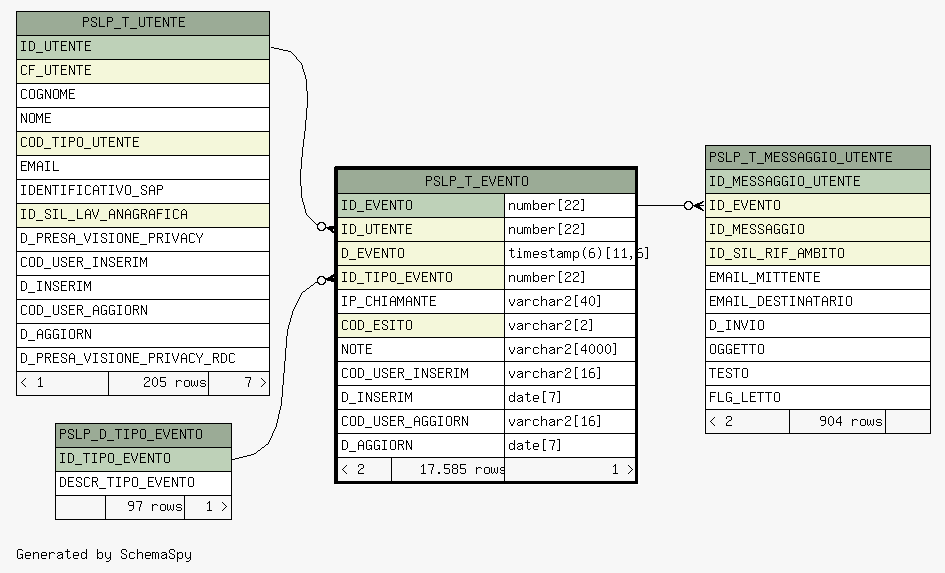 PSLP_T_UTENTE
ID_UTENTE
CF_UTENTE
COGNOME
NOME
COD_TIPO_UTENTE
EMAIL
IDENTIFICATIVO_SAP
ID_SIL_LAV_ANAGRAFICA
D_PRESA_VISIONE_PRIVACY
COD_USER_INSERIM
D_INSERIM
COD_USER_AGGIORN
D_AGGIORN
D_PRESA_VISIONE_PRIVACY_RDC
< 1 205 rows 7 >
PSLP_D_TIPO_EVENTO
ID_TIPO_EVENTO
DESCR_TIPO_EVENTO
97 rows 1 >
PSLP_T_EVENTO
ID_EVENTO number[22]
ID_UTENTE number[22]
D_EVENTO timestamp(6)[11,6]
ID_TIPO_EVENTO number[22]
IP_CHIAMANTE varchar2[40]
COD_ESITO varchar2[2]
NOTE varchar2[4000]
COD_USER_INSERIM varchar2[16]
D_INSERIM date[7]
COD_USER_AGGIORN varchar2[16]
D_AGGIORN date[7]
< 2 17.585 rows 1 >
PSLP_T_MESSAGGIO_UTENTE
ID_MESSAGGIO_UTENTE
ID_EVENTO
ID_MESSAGGIO
ID_SIL_RIF_AMBITO
EMAIL_MITTENTE
EMAIL_DESTINATARIO
D_INVIO
OGGETTO
TESTO
FLG_LETTO
< 2 904 rows
Generated by SchemaSpy